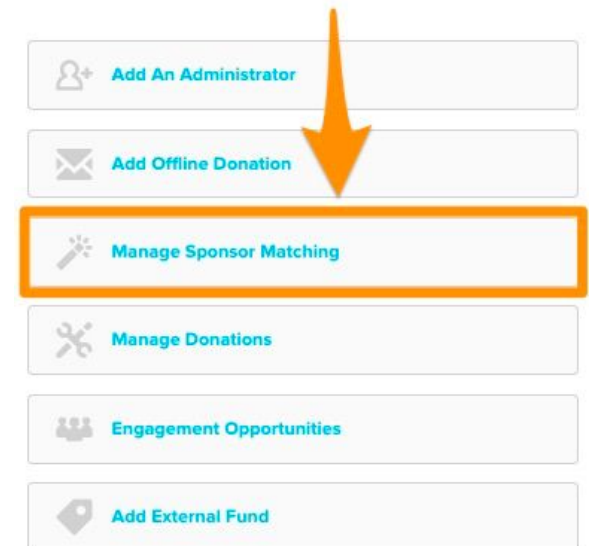 Add An Administrator
Add Offline Donation
Manage Sponsor Matching
Manage Donations
Engagement Opportunities
Add External Fund